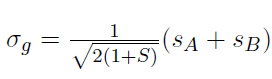 σ_g = \frac{1}{\sqrt{2(1+S)}}(s_A + s_B)